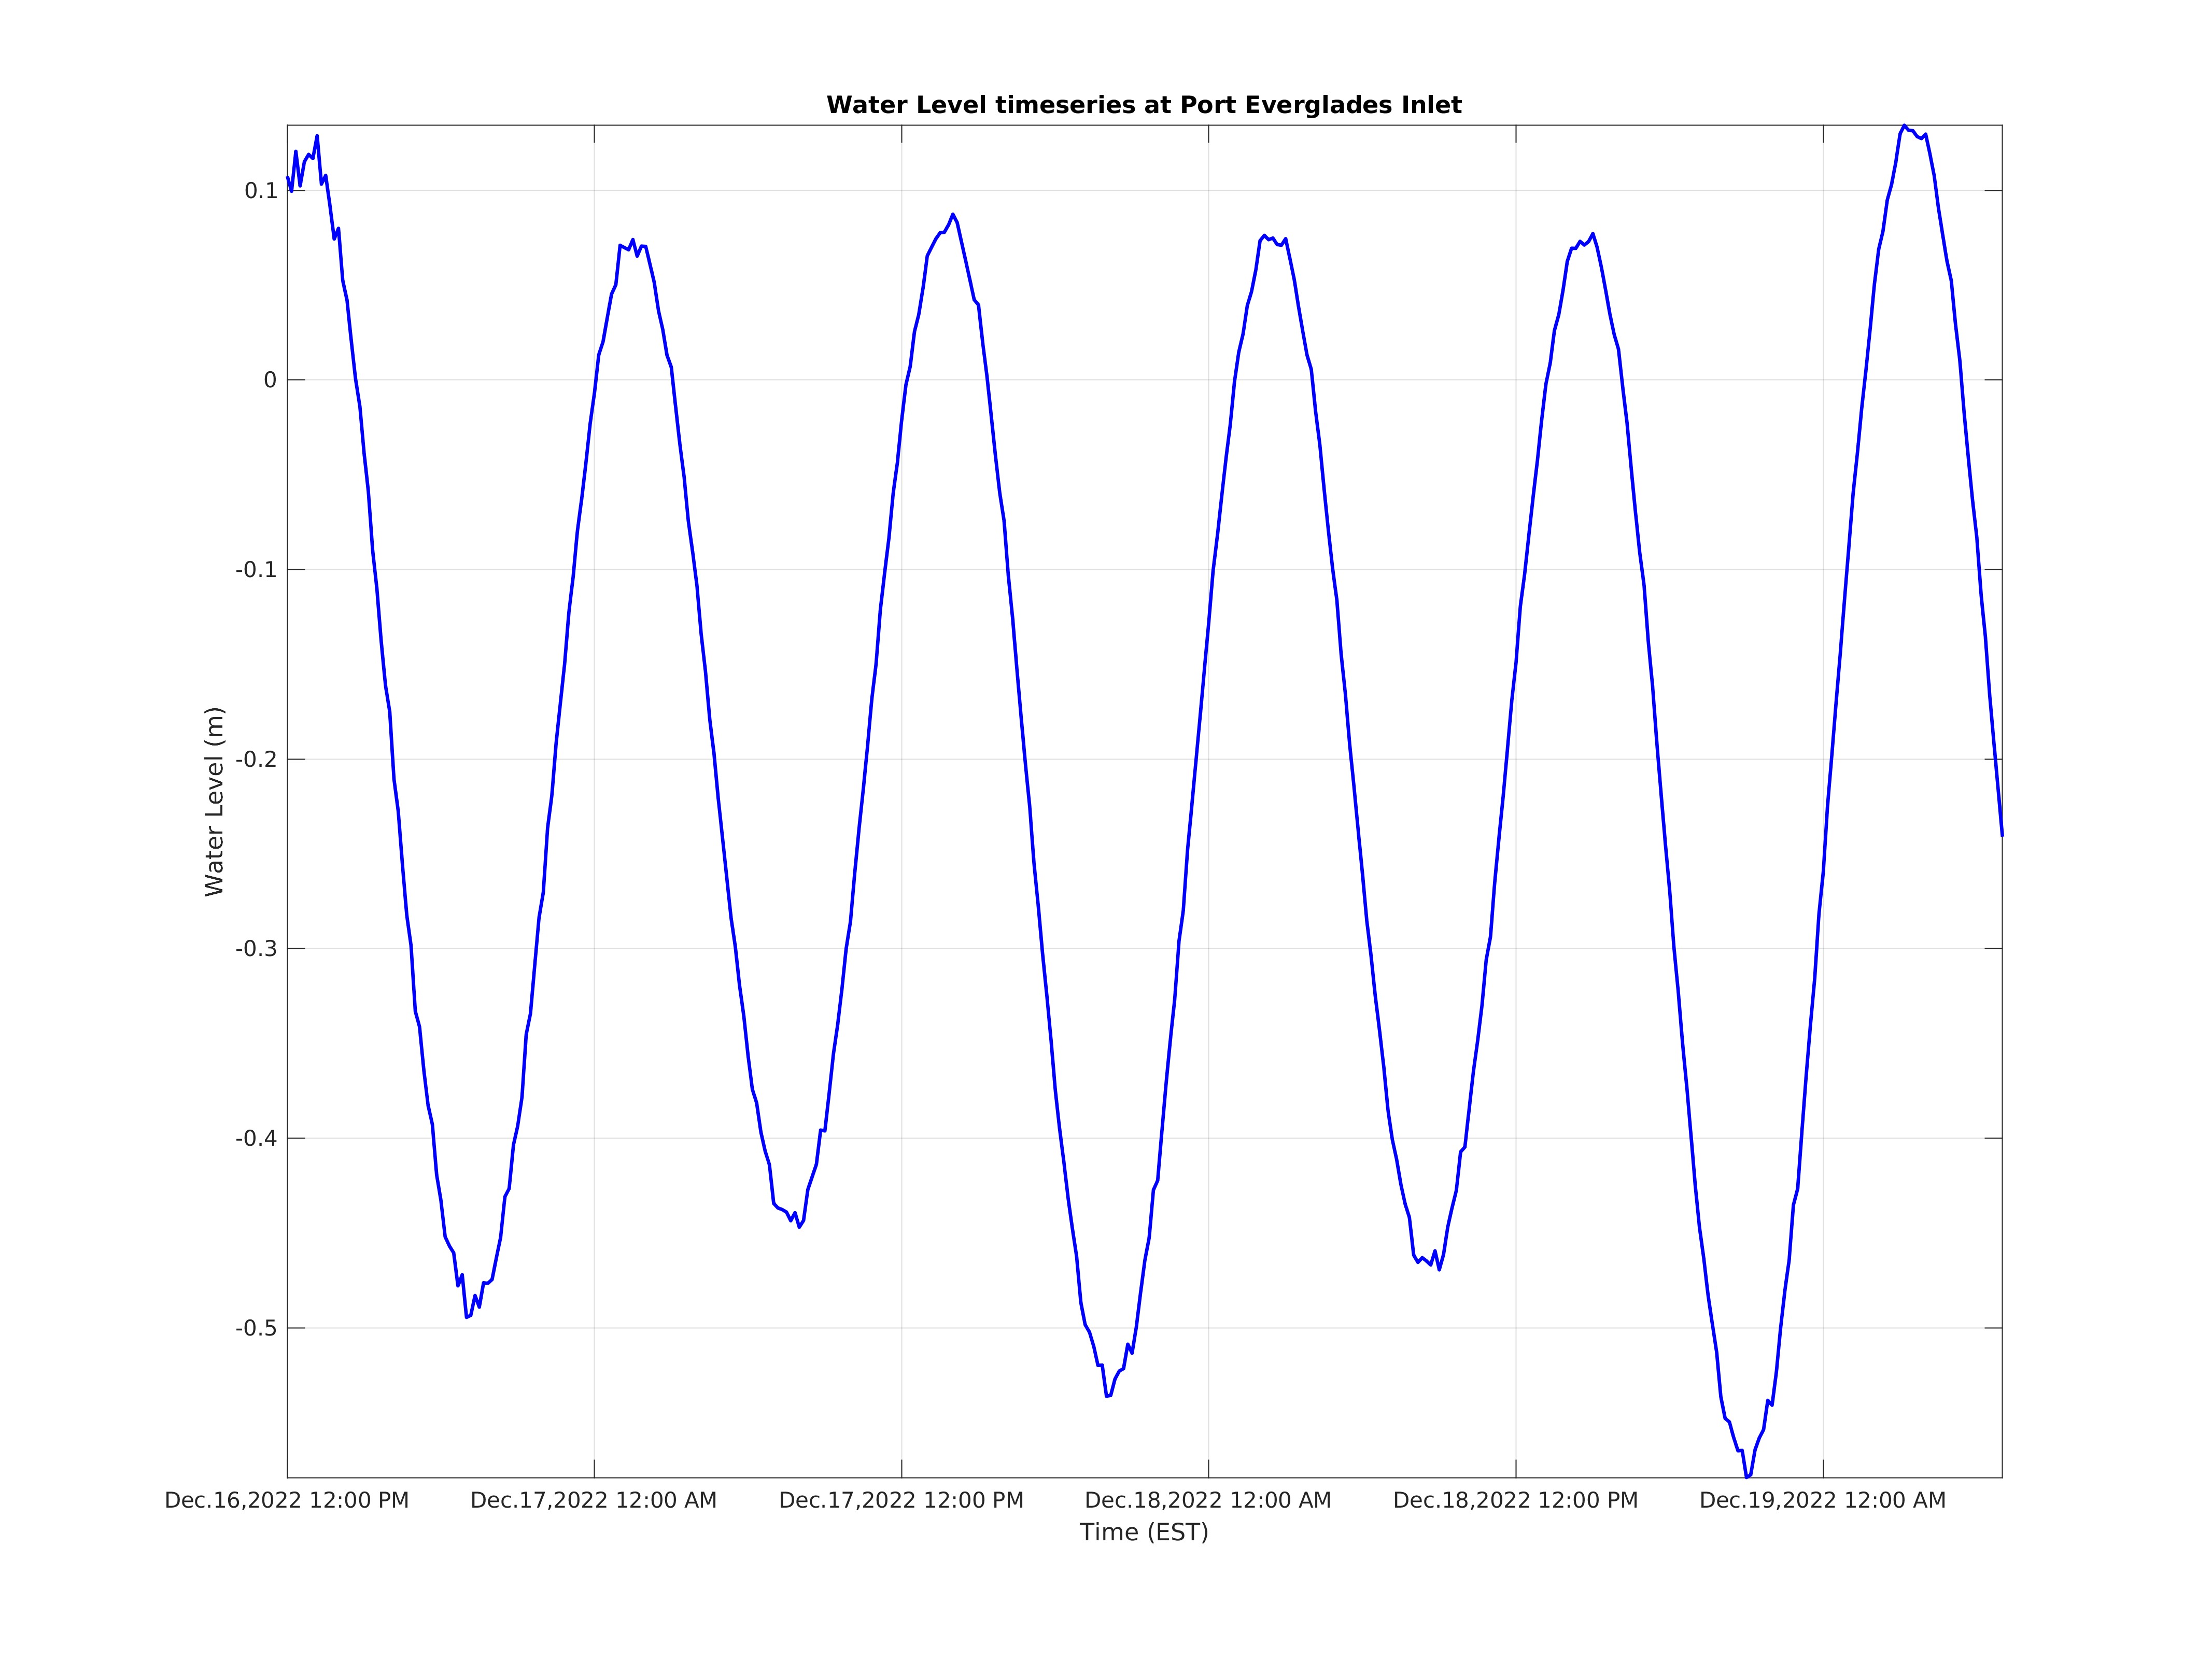 Water Level timeseries at Port Everglades Inlet
0.1
0
-0.1
-0.2
-0.3
-0.4
-0.5
Water Level (m)
Dec.16,2022 12:00 PM Dec.17,2022 12:00 AM Dec.17,2022 12:00 PM Dec.18,2022 12:00 AM Dec.18,2022 12:00 PM Dec.19,2022 12:00 AM
Time (EST)